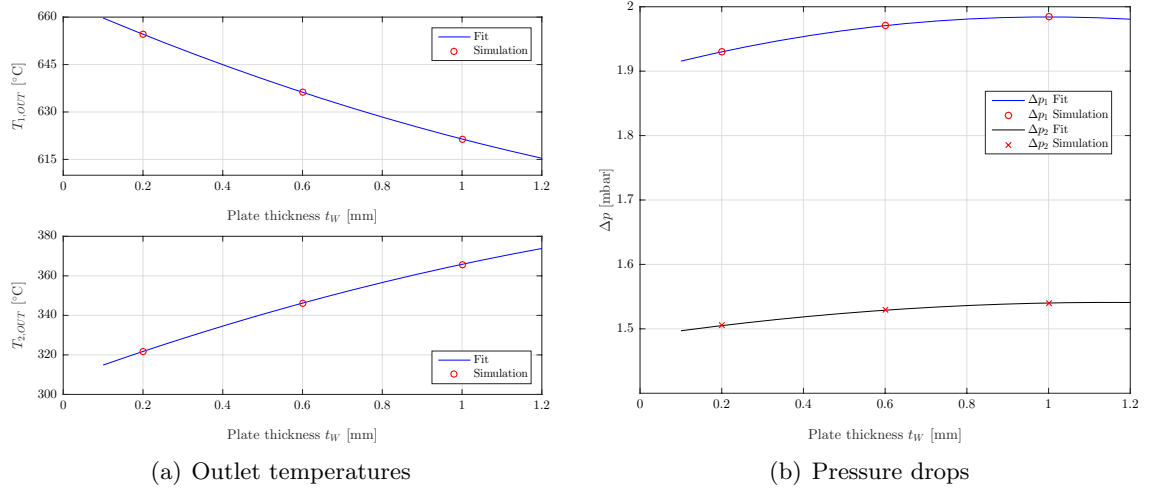 660
645
630
615
T1,OUT [°C]
0 0.2 0.4 0.6 0.8 1 1.2
Plate thickness tW [mm]
Fit
Simulation
380
360
340
320
300
T2,OUT [°C]
0 0.2 0.4 0.6 0.8 1 1.2
Plate thickness tW [mm]
Fit
Simulation
(a) Outlet temperatures
2
1.9
1.8
1.7
1.6
1.5
Δp [mbar]
0 0.2 0.4 0.6 0.8 1 1.2
Plate thickness tW [mm]
Δp1 Fit
Δp1 Simulation
Δp2 Fit
Δp2 Simulation
(b) Pressure drops